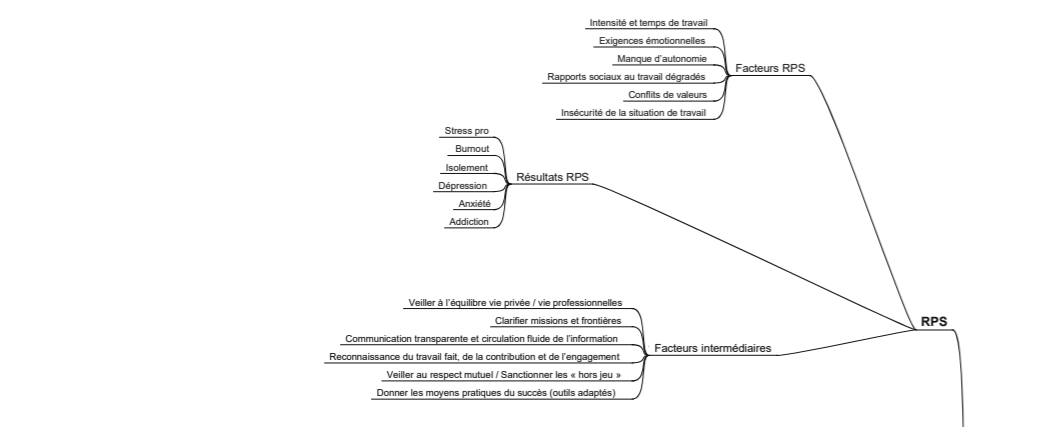 Intensité et temps de travail
Exigences émotionnelles
Manque d'autonomie
Rapports sociaux au travail dégradés
Conflits de valeurs
Insécurité de la situation de travail
Facteurs RPS
Stress pro
Burnout
Isolement
Dépression
Anxiété
Addiction
Résultats RPS
Veiller à l'équilibre vie privée / vie professionnelles
Clarifier missions et frontières
Communication transparente et circulation fluide de l'information
Reconnaissance du travail fait, de la contribution et de l'engagement
Veiller au respect mutuel / Sanctionner les « hors jeu »
Donner les moyens pratiques du succès (outils adaptés)
Facteurs intermédiaires
RPS